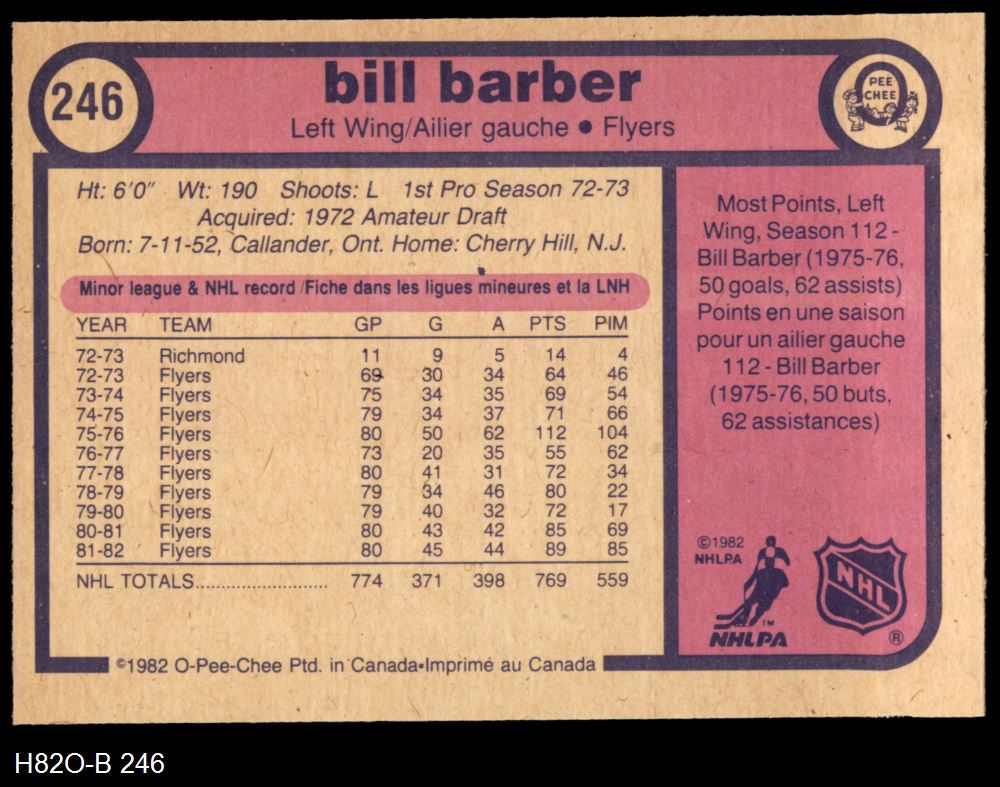 246
bill barber
Left Wing/Ailier gauche • Flyers
O
PEE
CHEE
Ht: 6'0" Wt: 190 Shoots: L 1st Pro Season 72-73
Acquired: 1972 Amateur Draft
Born: 7-11-52, Callander, Ont. Home: Cherry Hill, N.J.
Minor league & NHL record /Fiche dans les ligues mineures et la LNH
YEAR TEAM GP G A PTS PIM
72-73 Richmond 11 9 5 14 4
72-73 Flyers 69 30 34 64 46
73-74 Flyers 75 34 35 69 54
74-75 Flyers 79 34 37 71 66
75-76 Flyers 80 50 62 112 104
76-77 Flyers 73 20 35 55 62
77-78 Flyers 80 41 31 72 34
78-79 Flyers 79 34 46 80 22
79-80 Flyers 79 40 32 72 17
80-81 Flyers 80 43 42 85 69
81-82 Flyers 80 45 44 89 85
NHL TOTALS........................ 774 371 398 769 559
©1982 O-Pee-Chee Ptd. in Canada•Imprimé au Canada
Most Points, Left
Wing, Season 112 -
Bill Barber (1975-76,
50 goals, 62 assists)
Points en une saison
pour un ailier gauche
112 - Bill Barber
(1975-76, 50 buts,
62 assistances)
©1982
NHLPA
TM
NHLPA
NHL
®
H82O-B 246